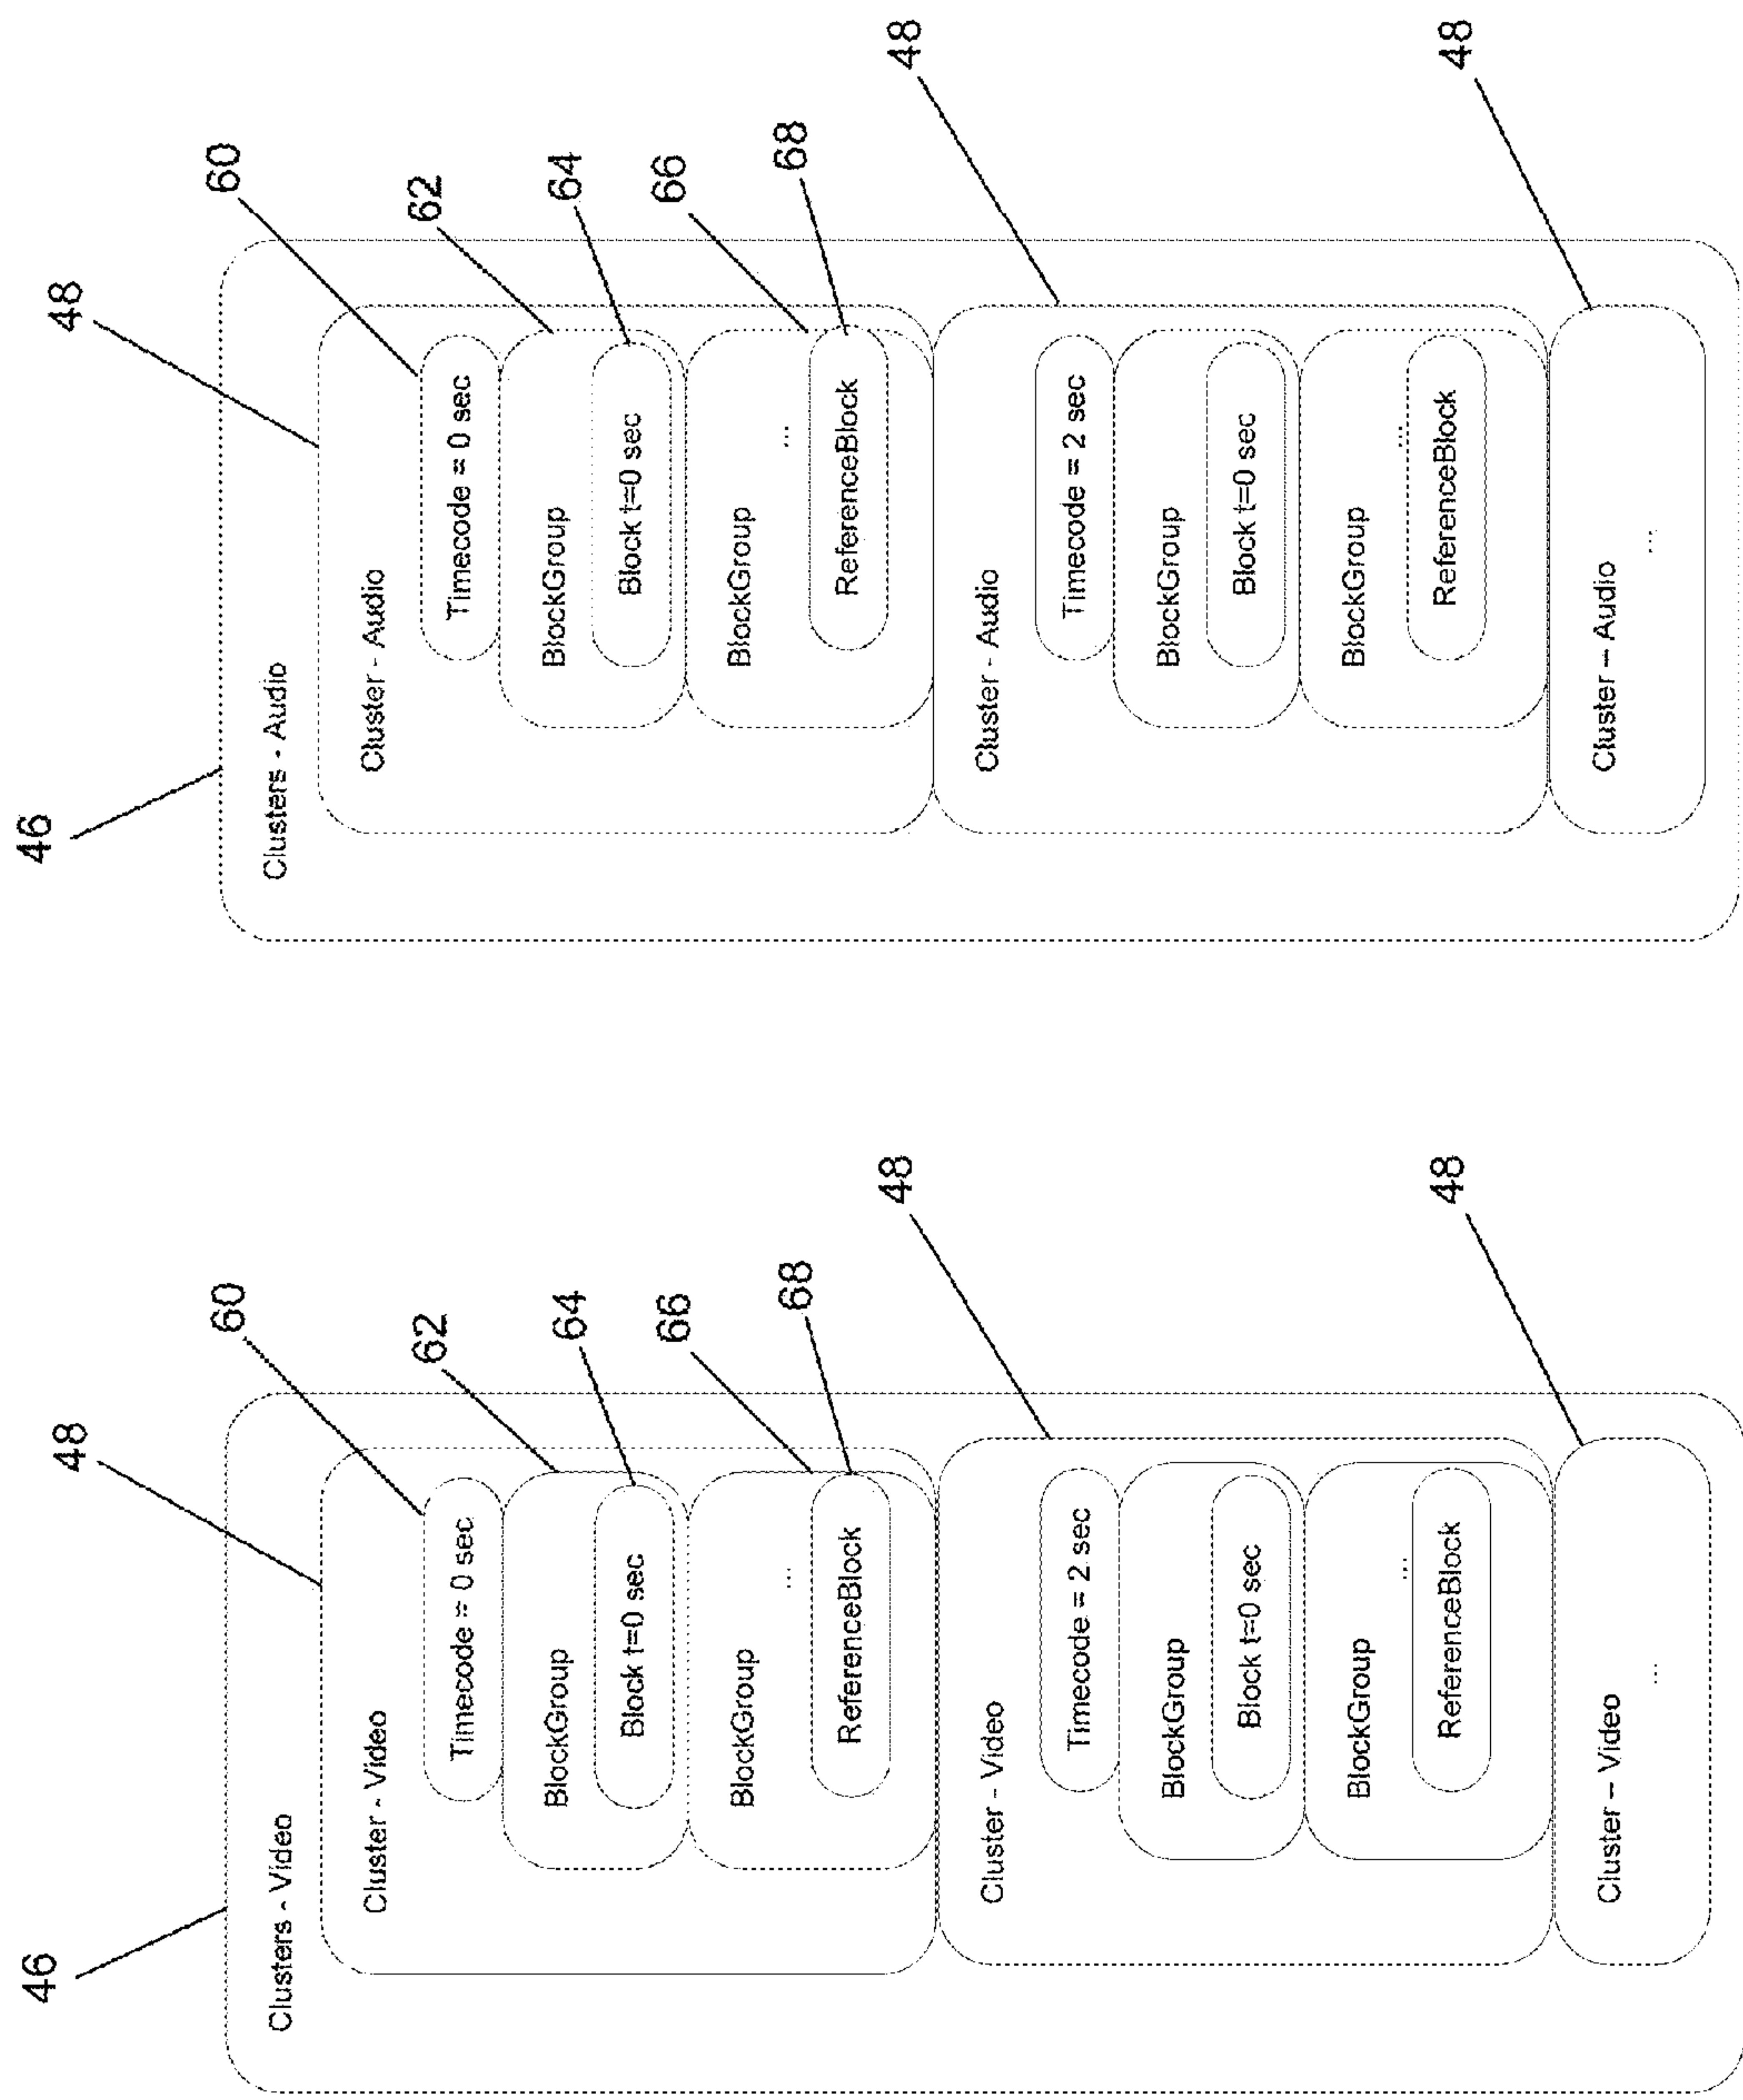 46
Clusters - Video
48
Cluster - Video
60
Timecode = 0 sec
62
BlockGroup
64
Block t=0 sec
66
BlockGroup
...
68
ReferenceBlock
48
Cluster - Video
Timecode = 2 sec
BlockGroup
Block t=0 sec
BlockGroup
...
ReferenceBlock
48
Cluster – Video
...
46
Clusters - Audio
48
Cluster - Audio
60
Timecode = 0 sec
62
BlockGroup
64
Block t=0 sec
66
BlockGroup
...
68
ReferenceBlock
48
Cluster - Audio
Timecode = 2 sec
BlockGroup
Block t=0 sec
BlockGroup
...
ReferenceBlock
48
Cluster – Audio
...